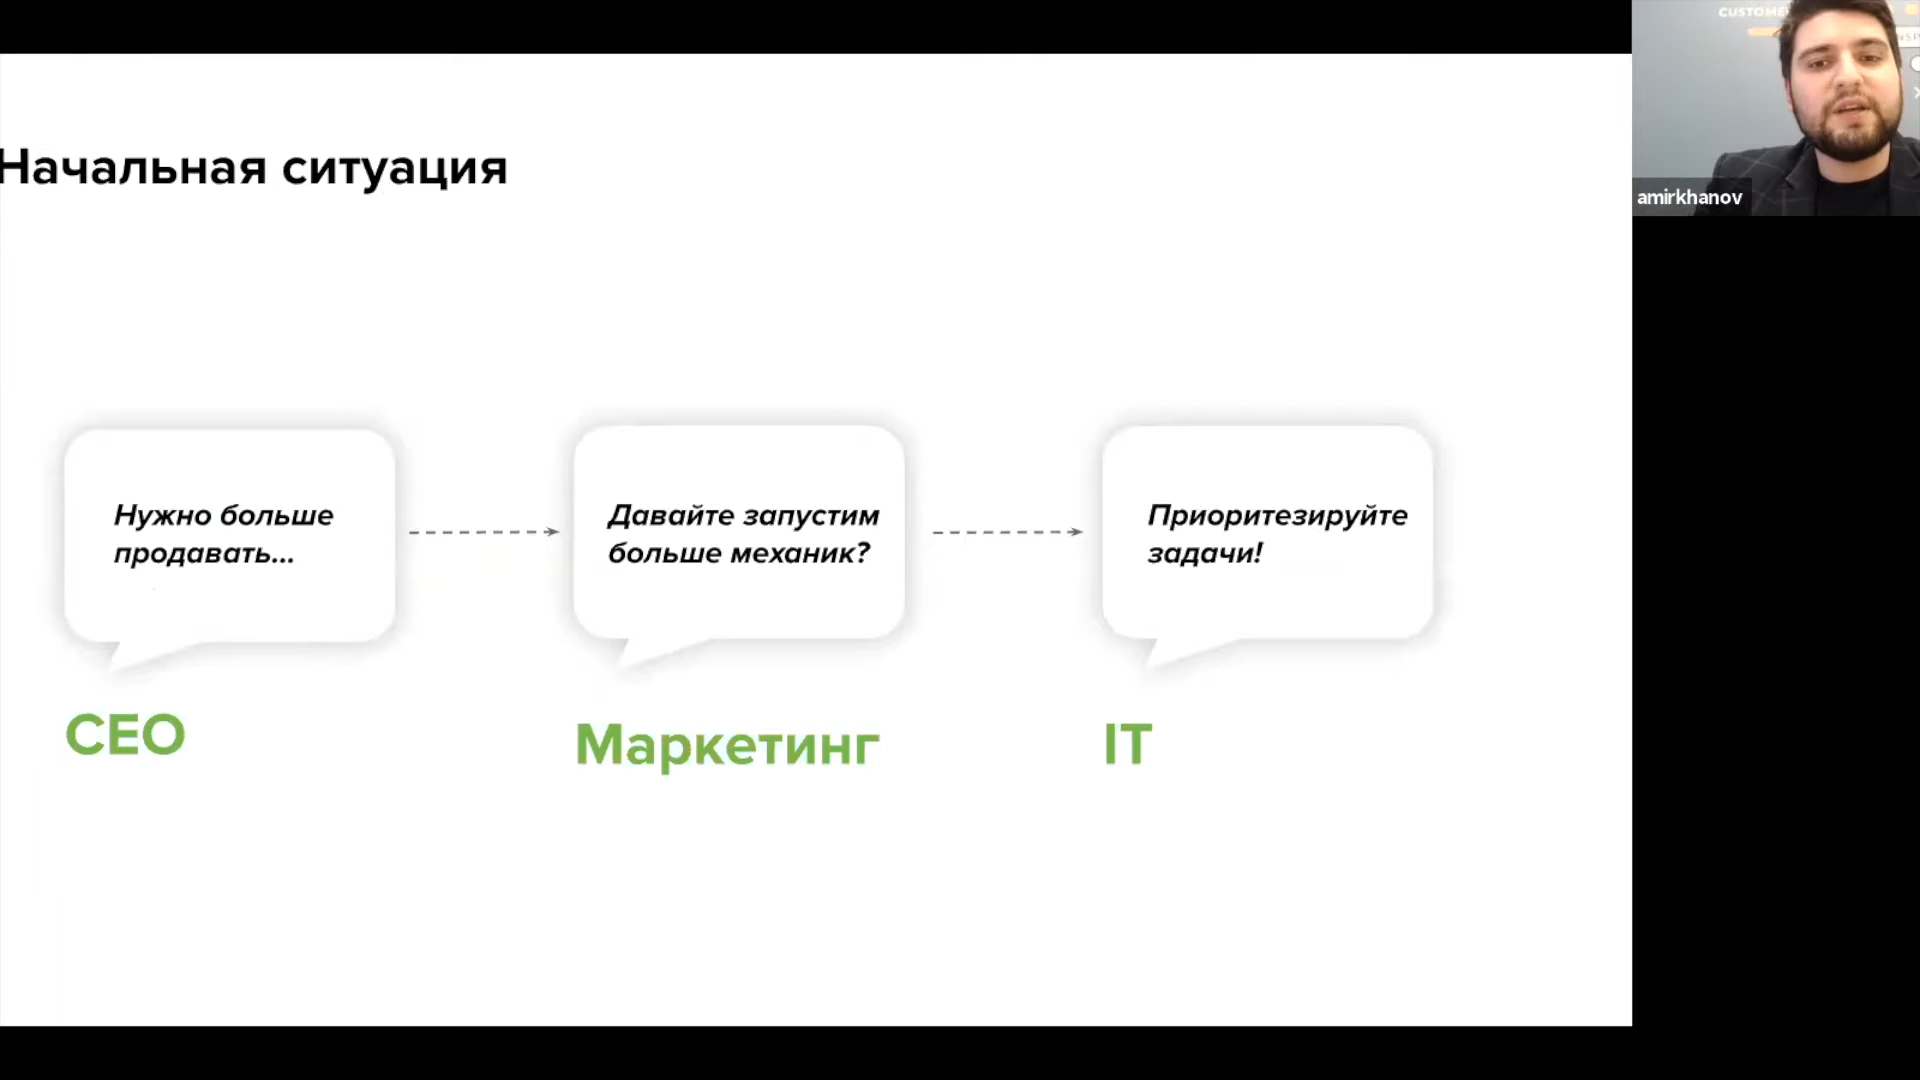 Начальная ситуация
Нужно больше
продавать...
Давайте запустим
больше механик?
Приоритезируйте
задачи!
CEO
Маркетинг
IT
amirkhanov